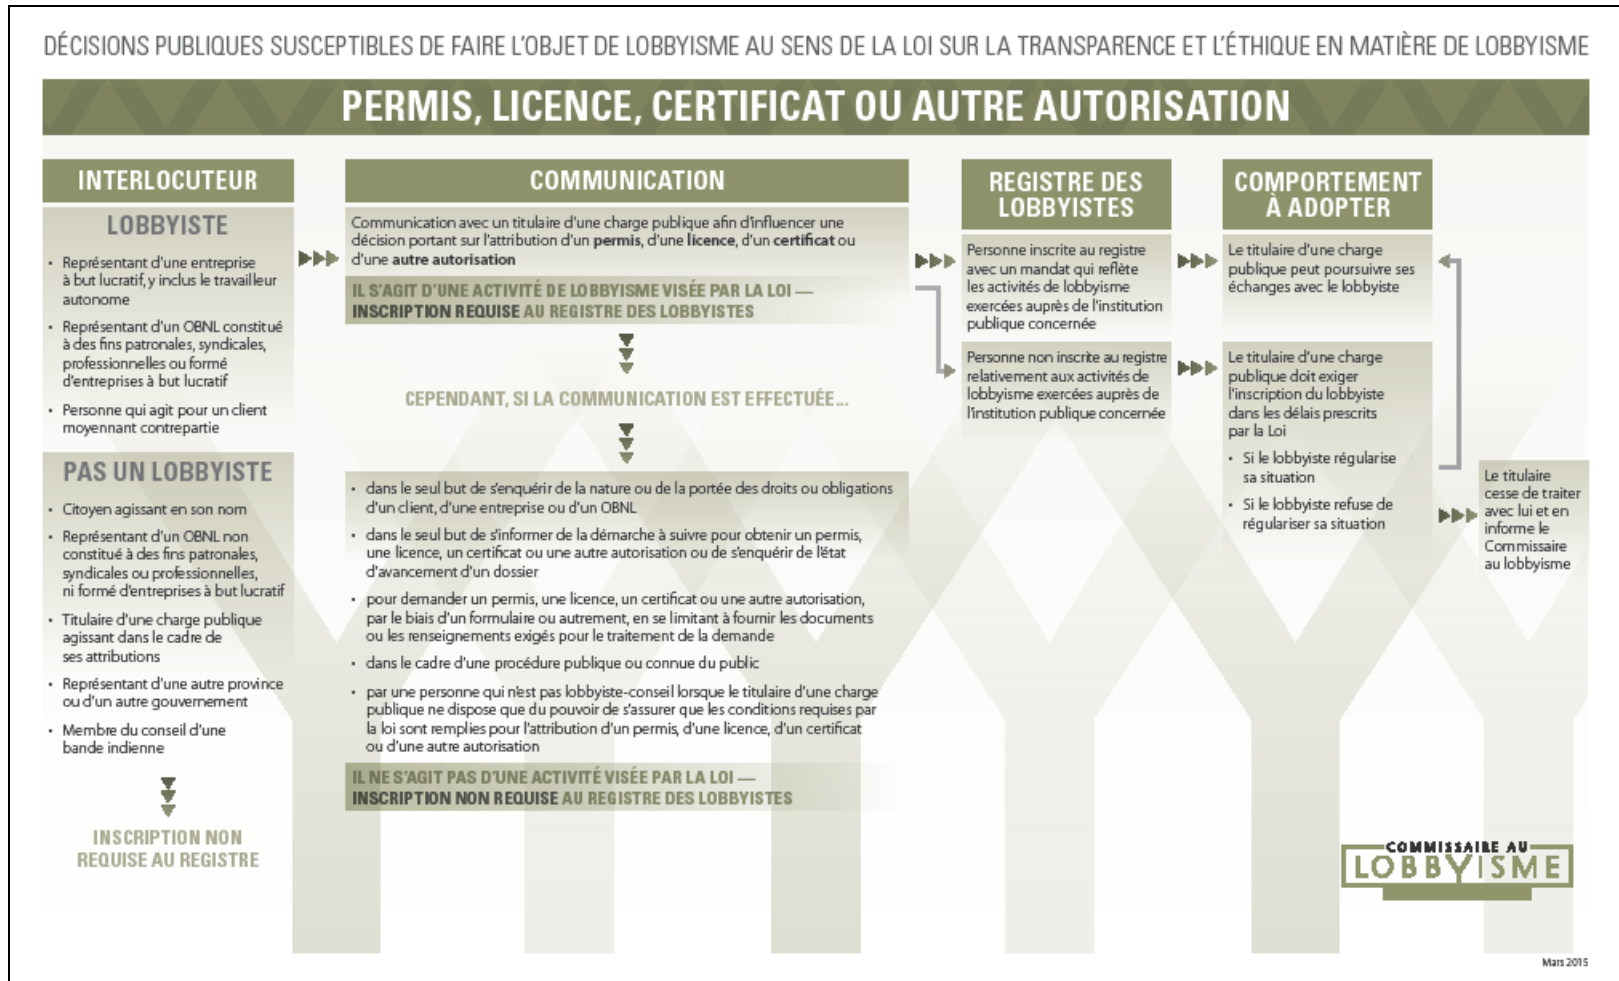 DÉCISIONS PUBLIQUES SUSCEPTIBLES DE FAIRE L'OBJET DE LOBBYISME AU SENS DE LA LOI SUR LA TRANSPARENCE ET L'ÉTHIQUE EN MATIÈRE DE LOBBYISME
PERMIS, LICENCE, CERTIFICAT OU AUTRE AUTORISATION
INTERLOCUTEUR
LOBBYISTE
• Représentant d'une entreprise
à but lucratif, y inclus le travailleur
autonome
• Représentant d'un OBNL constitué
à des fins patronales, syndicales,
professionnelles ou formé
d'entreprises à but lucratif
• Personne qui agit pour un client
moyennant contrepartie
PAS UN LOBBYISTE
• Citoyen agissant en son nom
• Représentant d'un OBNL non
constitué à des fins patronales,
syndicales ou professionnelles,
ni formé d'entreprises à but lucratif
• Titulaire d'une charge publique
agissant dans le cadre de
ses attributions
• Représentant d'une autre province
ou d'un autre gouvernement
• Membre du conseil d'une
bande indienne
INSCRIPTION NON
REQUISE AU REGISTRE
COMMUNICATION
Communication avec un titulaire d'une charge publique afin d'influencer une
décision portant sur l'attribution d'un permis, d'une licence, d'un certificat ou
d'une autre autorisation
IL S'AGIT D'UNE ACTIVITÉ DE LOBBYISME VISÉE PAR LA LOI —
INSCRIPTION REQUISE AU REGISTRE DES LOBBYISTES
CEPENDANT, SI LA COMMUNICATION EST EFFECTUÉE...
• dans le seul but de s'enquérir de la nature ou de la portée des droits ou obligations
d'un client, d'une entreprise ou d'un OBNL
• dans le seul but de s'informer de la démarche à suivre pour obtenir un permis,
une licence, un certificat ou une autre autorisation ou de s'enquérir de l'état
d'avancement d'un dossier
• pour demander un permis, une licence, un certificat ou une autre autorisation,
par le biais d'un formulaire ou autrement, en se limitant à fournir les documents
ou les renseignements exigés pour le traitement de la demande
• dans le cadre d'une procédure publique ou connue du public
• par une personne qui n'est pas lobbyiste-conseil lorsque le titulaire d'une charge
publique ne dispose que du pouvoir de s'assurer que les conditions requises par
la loi sont remplies pour l'attribution d'un permis, d'une licence, d'un certificat
ou d'une autre autorisation
IL NE S'AGIT PAS D'UNE ACTIVITÉ VISÉE PAR LA LOI —
INSCRIPTION NON REQUISE AU REGISTRE DES LOBBYISTES
REGISTRE DES
LOBBYISTES
Personne inscrite au registre
avec un mandat qui reflète
les activités de lobbyisme
exercées auprès de l'institution
publique concernée
Personne non inscrite au registre
relativement aux activités de
lobbyisme exercées auprès de
l'institution publique concernée
COMPORTEMENT
À ADOPTER
Le titulaire d'une charge
publique peut poursuivre ses
échanges avec le lobbyiste
Le titulaire d'une charge
publique doit exiger
l'inscription du lobbyiste
dans les délais prescrits
par la Loi
• Si le lobbyiste régularise
sa situation
• Si le lobbyiste refuse de
régulariser sa situation
Le titulaire
cesse de traiter
avec lui et en
informe le
Commissaire
au lobbyisme
COMMISSAIRE AU
LOBBYISME
Mars 2015